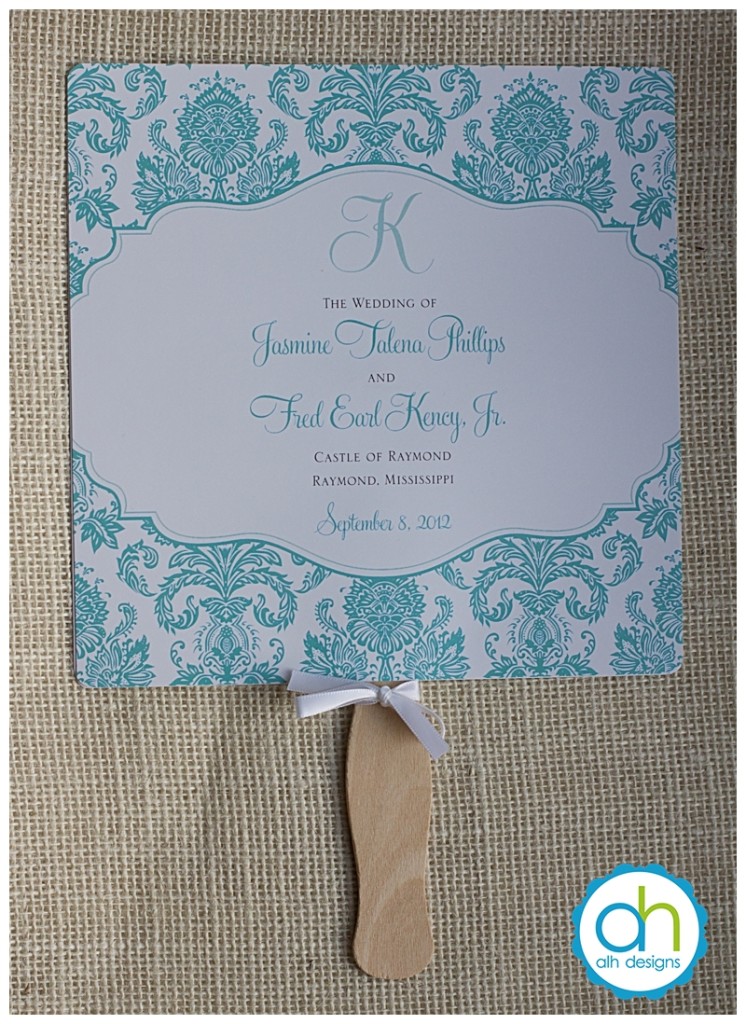 K
The Wedding of
Jasmine Talena Phillips
and
Fred Earl Kency, Jr.
Castle of Raymond
Raymond, Mississippi
September 8, 2012
ah
alh designs